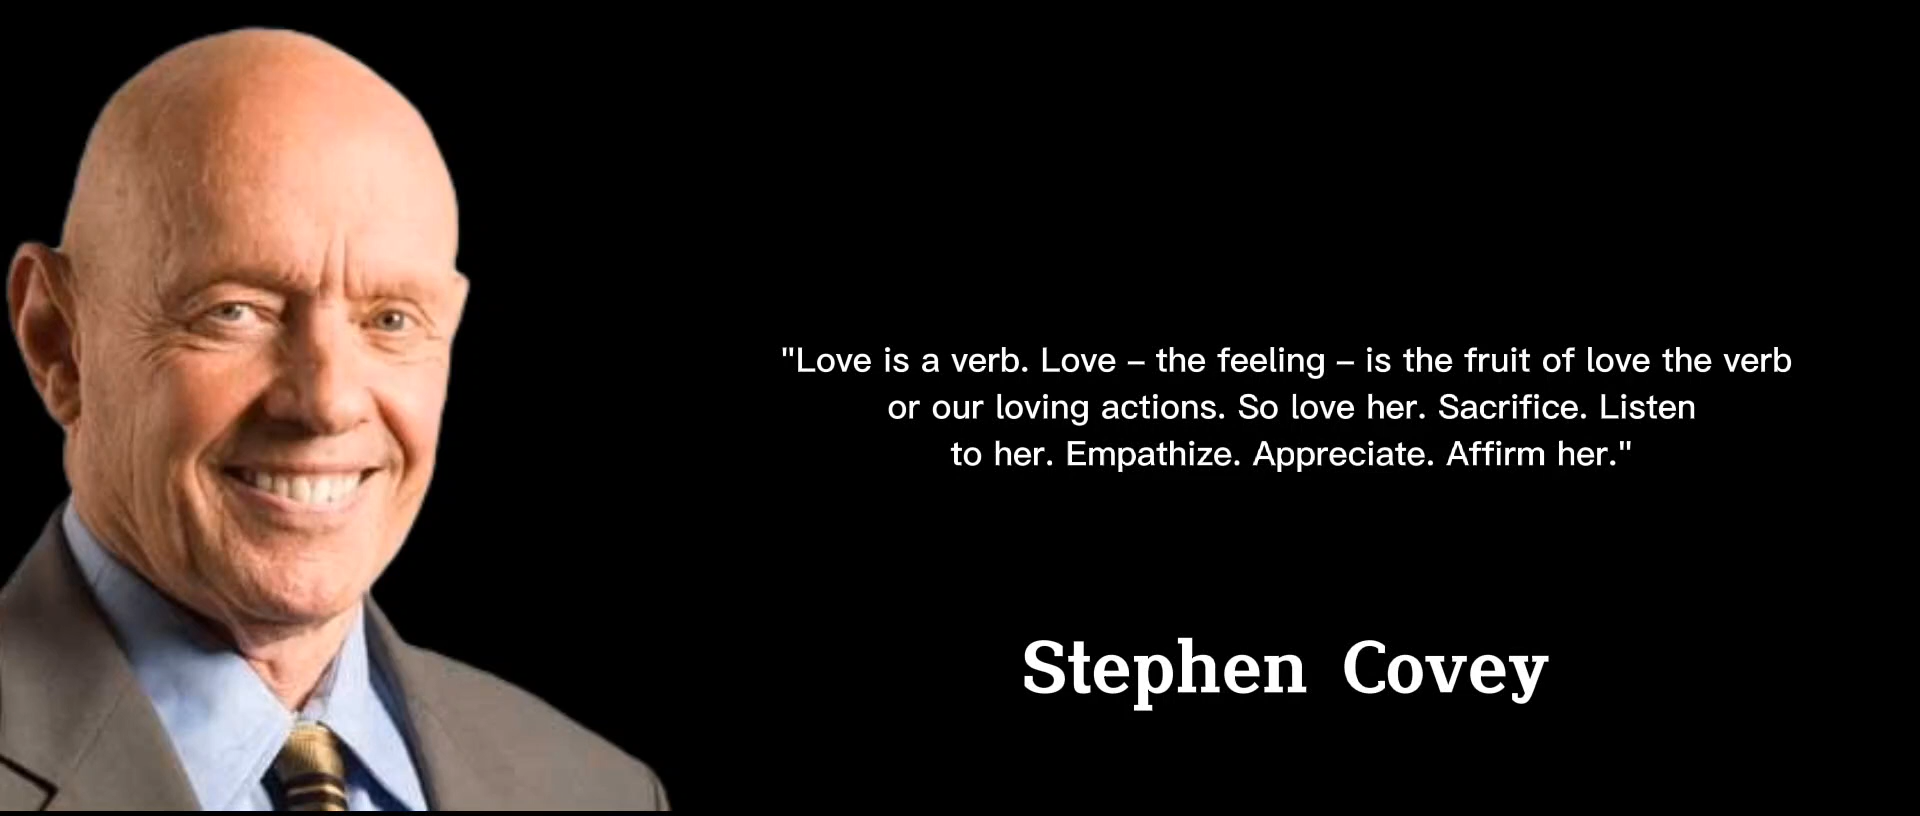 "Love is a verb. Love – the feeling – is the fruit of love the verb
or our loving actions. So love her. Sacrifice. Listen
to her. Empathize. Appreciate. Affirm her."
Stephen Covey